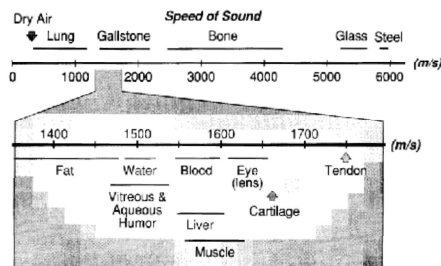 Speed of Sound
Dry Air
Lung Gallstone Bone Glass Steel
0 1000 2000 3000 4000 5000 6000 (m/s)
1400 1500 1600 1700 (m/s)
Fat Water Blood Eye (lens) Tendon
Vitreous & Aqueous Humor
Cartilage
Liver
Muscle